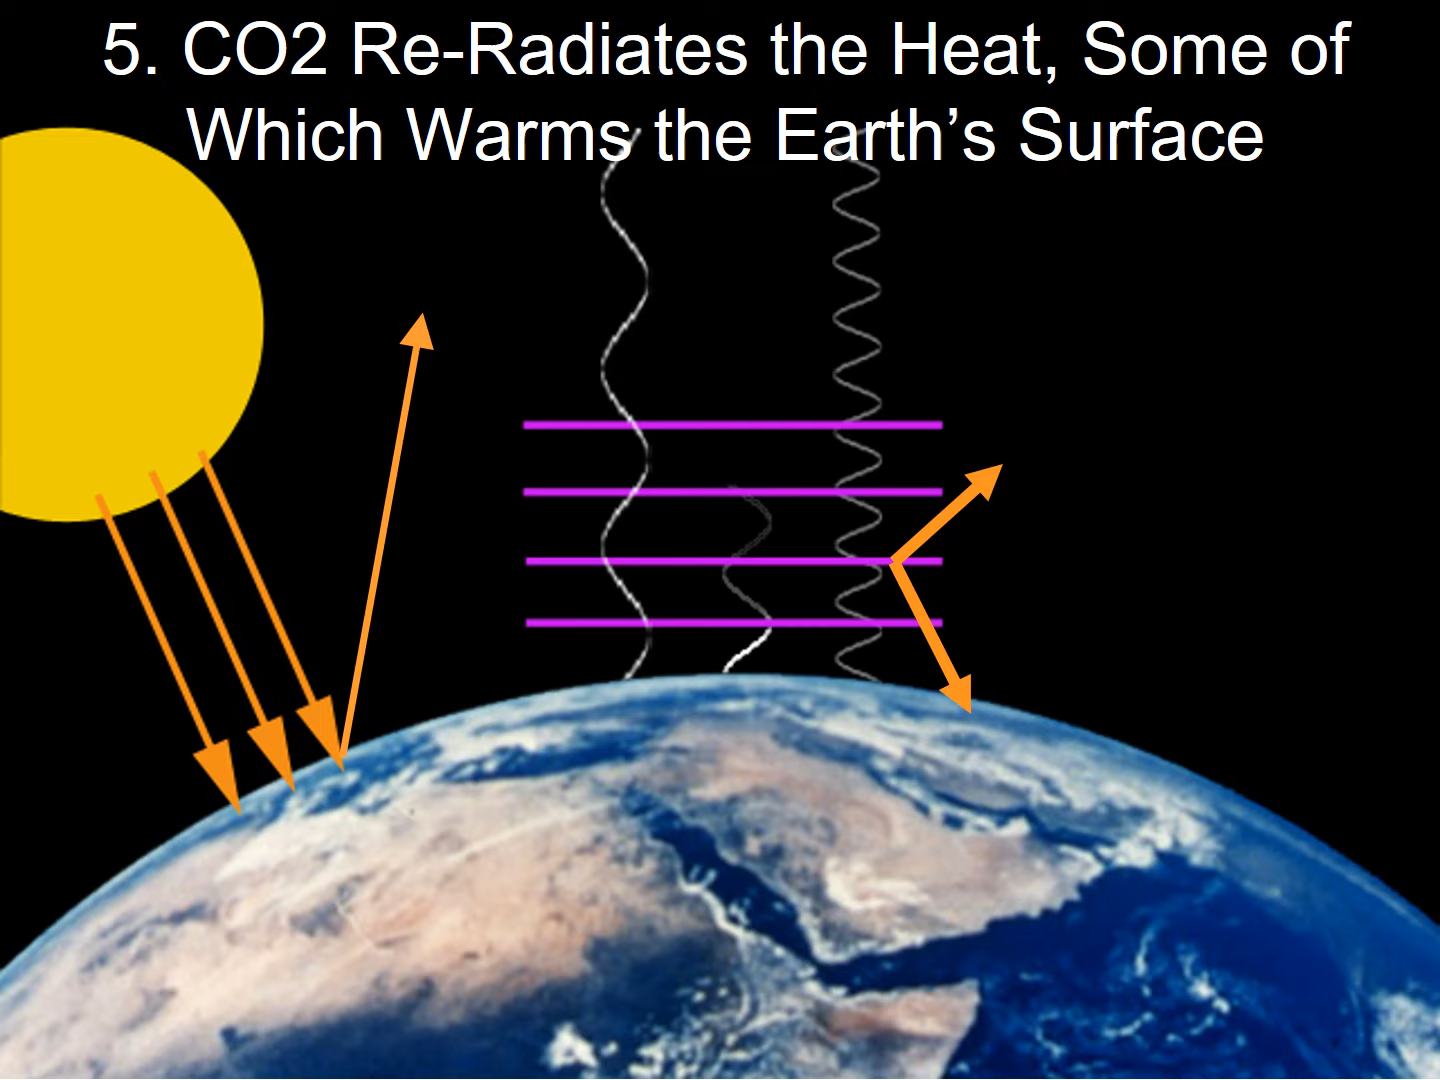 5. CO2 Re-Radiates the Heat, Some of
Which Warms the Earth’s Surface